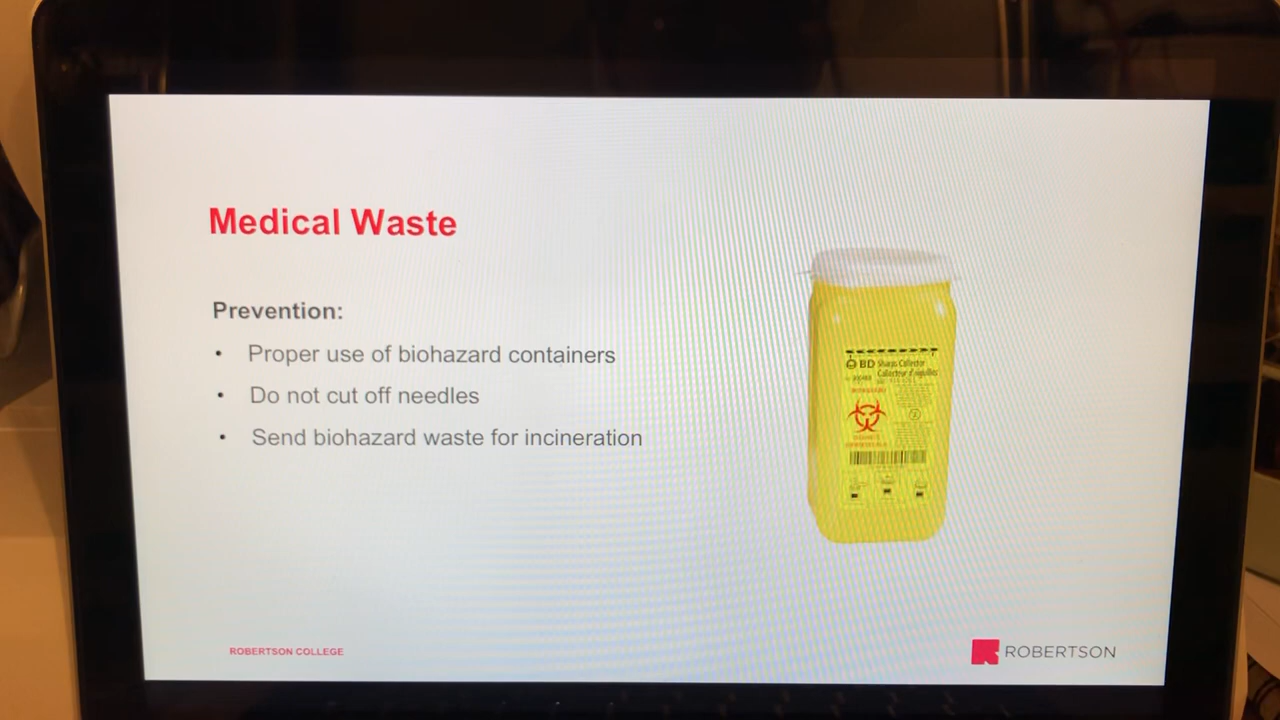 Medical Waste
Prevention:
• Proper use of biohazard containers
• Do not cut off needles
• Send biohazard waste for incineration
BD Sharps Collector
Collecteur d'aiguilles
ROBERTSON COLLEGE
ROBERTSON